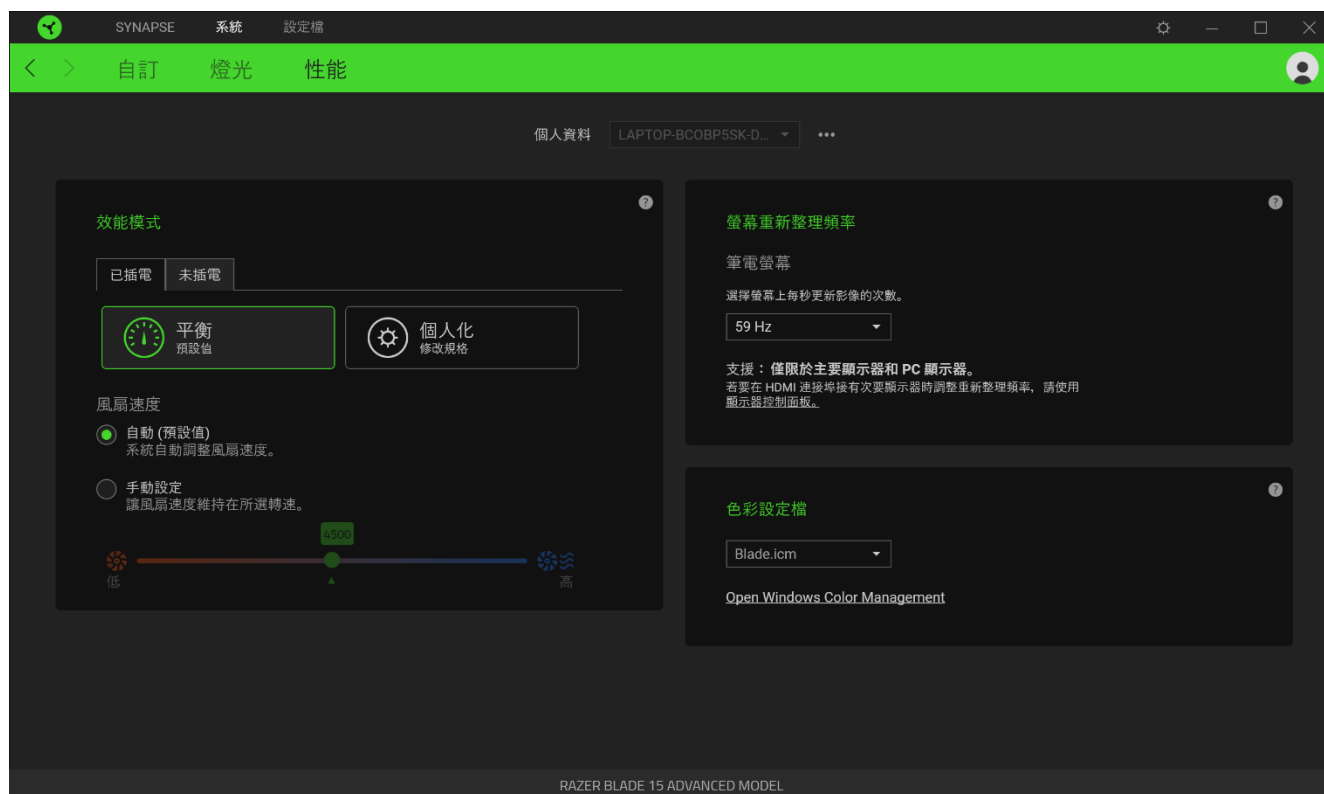 SYNAPSE 系統 設定檔
自訂 燈光 性能
個人資料 LAPTOP-BCOBP5SK-D... •••
效能模式
已插電 未插電
平衡
預設值
個人化
修改規格
風扇速度
自動 (預設值)
系統自動調整風扇速度。
手動設定
讓風扇速度維持在所選轉速。
4500
低 高
螢幕重新整理頻率
筆電螢幕
選擇螢幕上每秒更新影像的次數。
59 Hz
支援：僅限於主要顯示器和 PC 顯示器。
若要在 HDMI 連接埠接有次要顯示器時調整重新整理頻率，請使用
顯示器控制面板。
色彩設定檔
Blade.icm
Open Windows Color Management
RAZER BLADE 15 ADVANCED MODEL